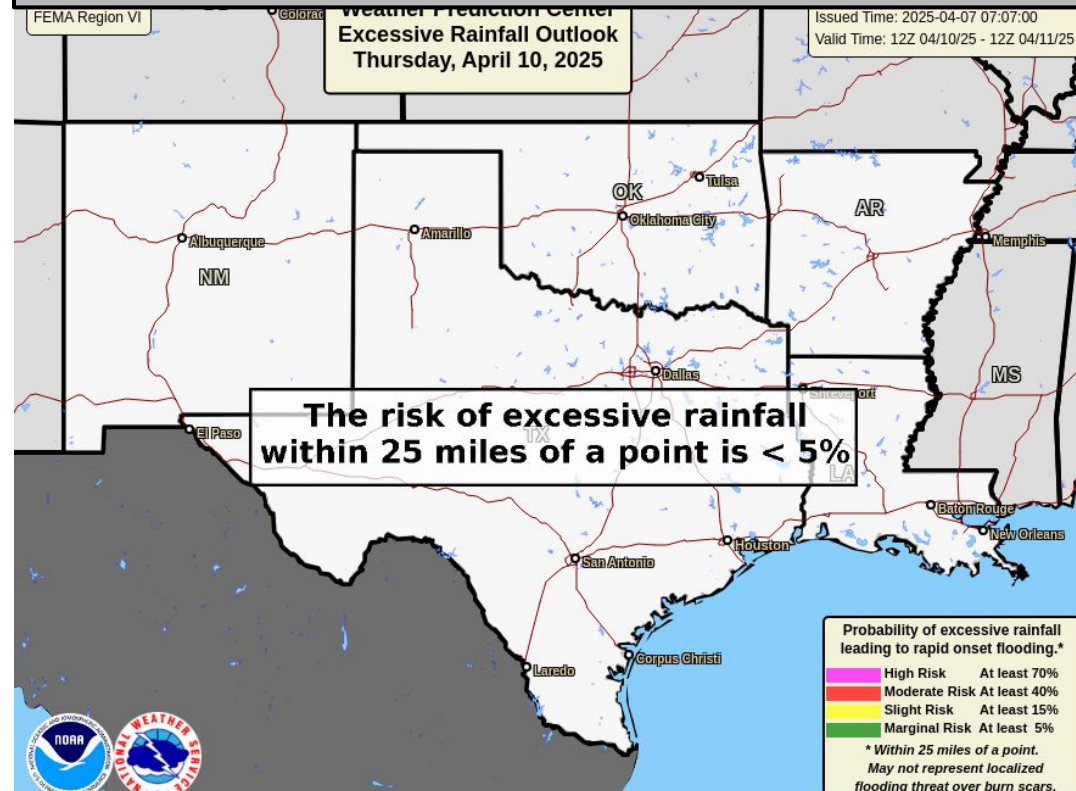 FEMA Region VI
Weather Prediction Center
Excessive Rainfall Outlook
Thursday, April 10, 2025
Issued Time: 2025-04-07 07:07:00
Valid Time: 12Z 04/10/25 - 12Z 04/11/25
Colorad
Tulsa
OK
Oklahoma City
AR
Albuquerque
Amarillo
Memphis
NM
Dallas
MS
Shreveport
The risk of excessive rainfall
within 25 miles of a point is < 5%
El Paso
TX
LA
Baton Rouge
New Orleans
Houston
San Antonio
Corpus Christi
Laredo
Probability of excessive rainfall
leading to rapid onset flooding.*
High Risk At least 70%
Moderate Risk At least 40%
Slight Risk At least 15%
Marginal Risk At least 5%
* Within 25 miles of a point.
May not represent localized
flooding threat over burn scars.
NOAA
NATIONAL WEATHER SERVICE